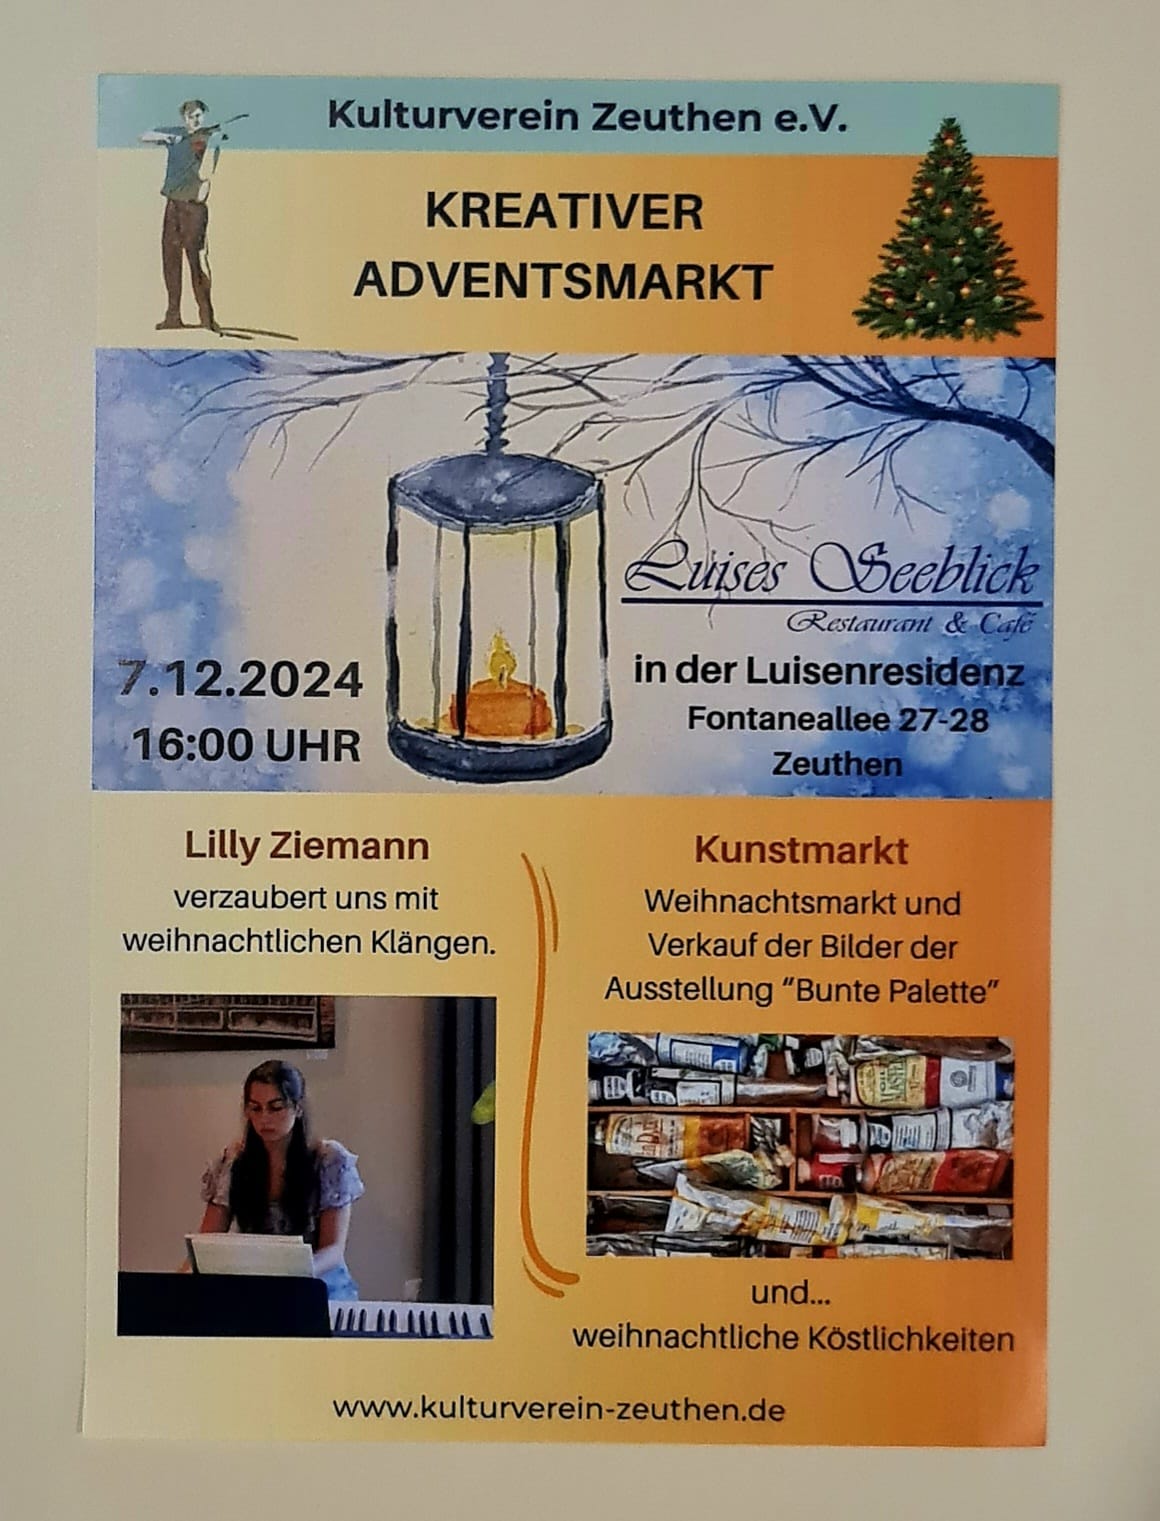 Kulturverein Zeuthen e.V.
KREATIVER
ADVENTSMARKT
Luises Seeblick
Restaurant & Café
7.12.2024
16:00 UHR
in der Luisenresidenz
Fontaneallee 27-28
Zeuthen
Lilly Ziemann
verzaubert uns mit
weihnachtlichen Klängen.
Kunstmarkt
Weihnachtsmarkt und
Verkauf der Bilder der
Ausstellung “Bunte Palette”
und...
weihnachtliche Köstlichkeiten
www.kulturverein-zeuthen.de